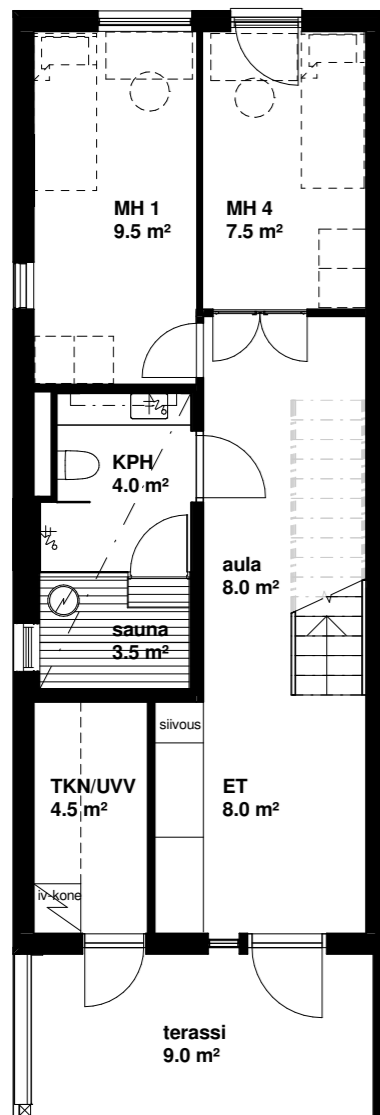 MH 1
9.5 m²
MH 4
7.5 m²
KPH
4.0 m²
aula
8.0 m²
sauna
3.5 m²
siivous
TKN/UVV
4.5 m²
ET
8.0 m²
iv-kone
terassi
9.0 m²